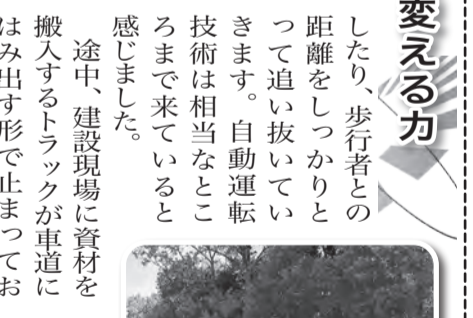 変える力
したり、歩行者との
距離をしっかりと
って追い抜いてい
きます。自動運転
技術は相当なとこ
ろまで来ていると
感じました。
途中、建設現場に資材を
搬入するトラックが車道に
はみ出す形で止まってお